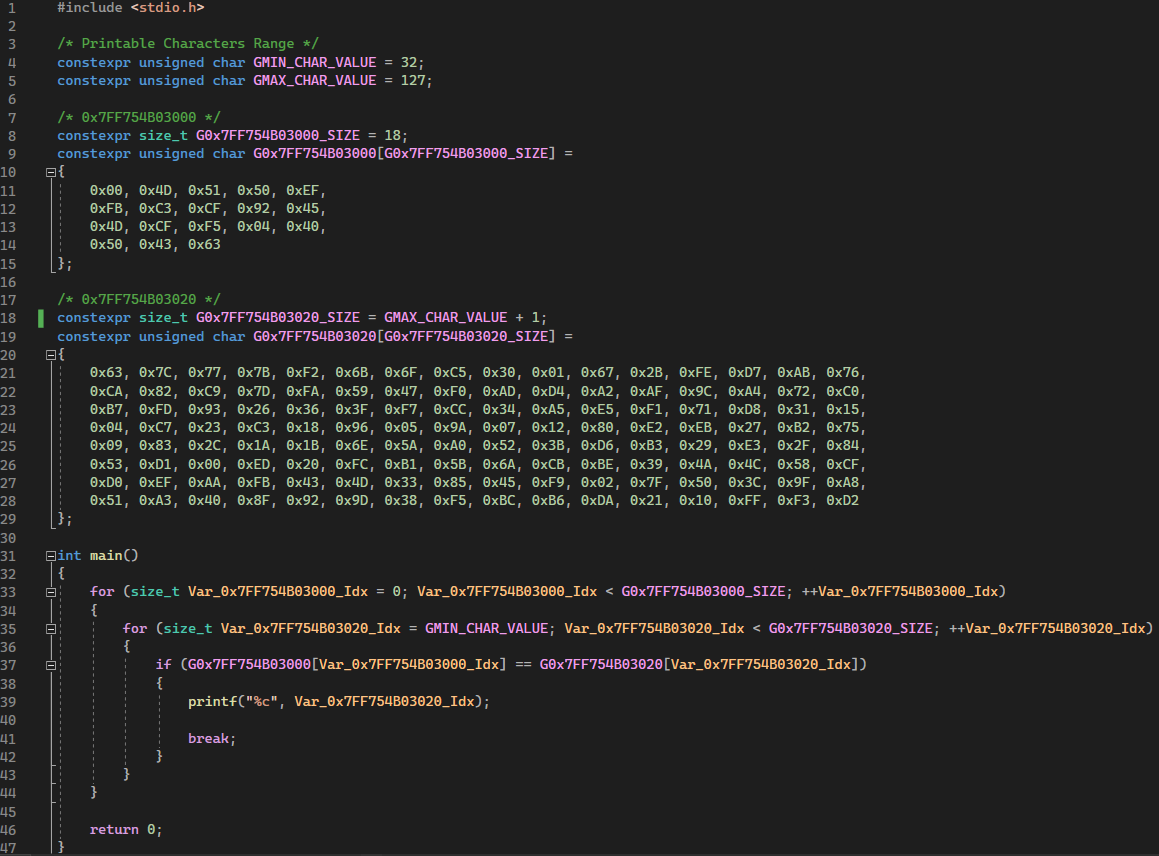 1 #include <stdio.h>
2
3 /* Printable Characters Range */
4 constexpr unsigned char GMIN_CHAR_VALUE = 32;
5 constexpr unsigned char GMAX_CHAR_VALUE = 127;
6
7 /* 0x7FF754B03000 */
8 constexpr size_t G0x7FF754B03000_SIZE = 18;
9 constexpr unsigned char G0x7FF754B03000[G0x7FF754B03000_SIZE] =
10 {
11 0x00, 0x4D, 0x51, 0x50, 0xEF,
12 0xFB, 0xC3, 0xCF, 0x92, 0x45,
13 0x4D, 0xCF, 0xF5, 0x04, 0x40,
14 0x50, 0x43, 0x63
15 };
16
17 /* 0x7FF754B03020 */
18 constexpr size_t G0x7FF754B03020_SIZE = GMAX_CHAR_VALUE + 1;
19 constexpr unsigned char G0x7FF754B03020[G0x7FF754B03020_SIZE] =
20 {
21 0x63, 0x7C, 0x77, 0x7B, 0xF2, 0x6B, 0x6F, 0xC5, 0x30, 0x01, 0x67, 0x2B, 0xFE, 0xD7, 0xAB, 0x76,
22 0xCA, 0x82, 0xC9, 0x7D, 0xFA, 0x59, 0x47, 0xF0, 0xAD, 0xD4, 0xA2, 0xAF, 0x9C, 0xA4, 0x72, 0xC0,
23 0xB7, 0xFD, 0x93, 0x26, 0x36, 0x3F, 0xF7, 0xCC, 0x34, 0xA5, 0xE5, 0xF1, 0x71, 0xD8, 0x31, 0x15,
24 0x04, 0xC7, 0x23, 0xC3, 0x18, 0x96, 0x05, 0x9A, 0x07, 0x12, 0x80, 0xE2, 0xEB, 0x27, 0xB2, 0x75,
25 0x09, 0x83, 0x2C, 0x1A, 0x1B, 0x6E, 0x5A, 0xA0, 0x52, 0x3B, 0xD6, 0xB3, 0x29, 0xE3, 0x2F, 0x84,
26 0x53, 0xD1, 0x00, 0xED, 0x20, 0xFC, 0xB1, 0x5B, 0x6A, 0xCB, 0xBE, 0x39, 0x4A, 0x4C, 0x58, 0xCF,
27 0xD0, 0xEF, 0xAA, 0xFB, 0x43, 0x4D, 0x33, 0x85, 0x45, 0xF9, 0x02, 0x7F, 0x50, 0x3C, 0x9F, 0xA8,
28 0x51, 0xA3, 0x40, 0x8F, 0x92, 0x9D, 0x38, 0xF5, 0xBC, 0xB6, 0xDA, 0x21, 0x10, 0xFF, 0xF3, 0xD2
29 };
30
31 int main()
32 {
33 for (size_t Var_0x7FF754B03000_Idx = 0; Var_0x7FF754B03000_Idx < G0x7FF754B03000_SIZE; ++Var_0x7FF754B03000_Idx)
34 {
35 for (size_t Var_0x7FF754B03020_Idx = GMIN_CHAR_VALUE; Var_0x7FF754B03020_Idx < G0x7FF754B03020_SIZE; ++Var_0x7FF754B03020_Idx)
36 {
37 if (G0x7FF754B03000[Var_0x7FF754B03000_Idx] == G0x7FF754B03020[Var_0x7FF754B03020_Idx])
38 {
39 printf("%c", Var_0x7FF754B03020_Idx);
40
41 break;
42 }
43 }
44 }
45
46 return 0;
47 }